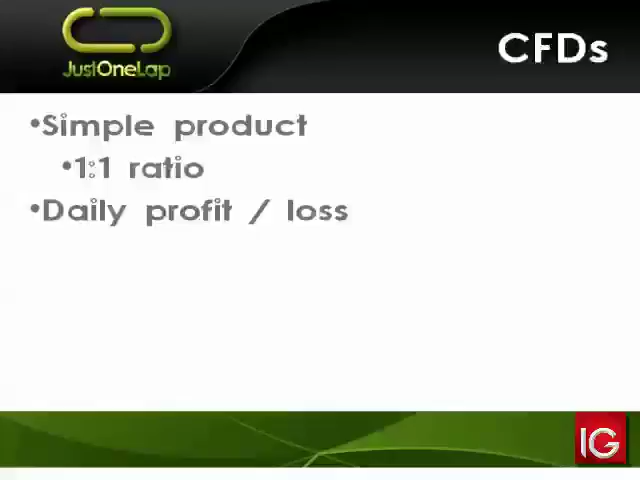 JustOneLap
CFDs
•Simple product
•1:1 ratio
•Daily profit / loss
IG